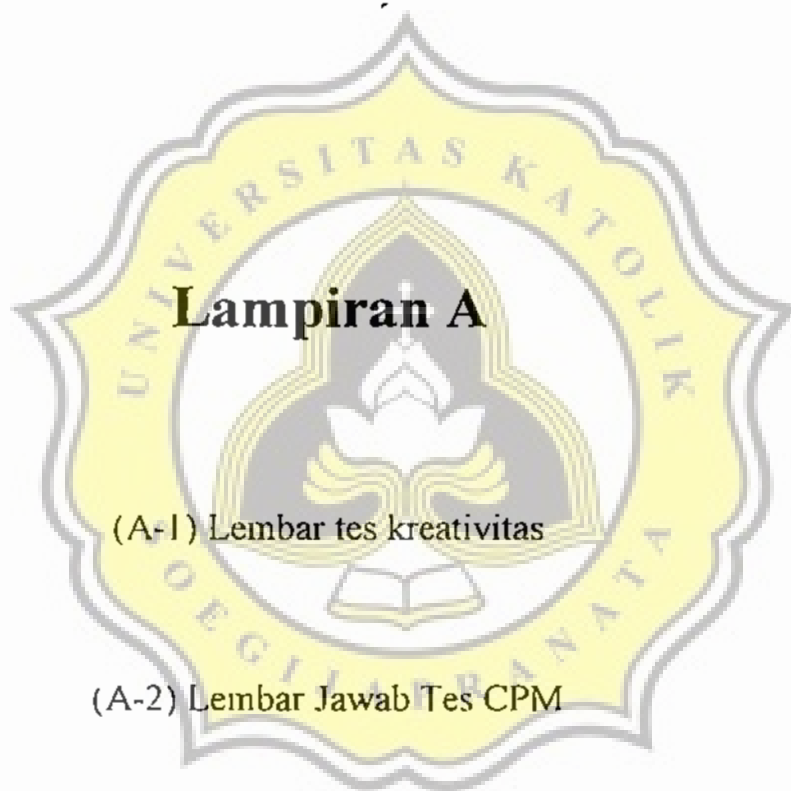 UNIVERSITAS KATOLIK
Lampiran A
(A-1) Lembar tes kreativitas
SOEGIJAPRANATA
(A-2) Lembar Jawab Tes CPM